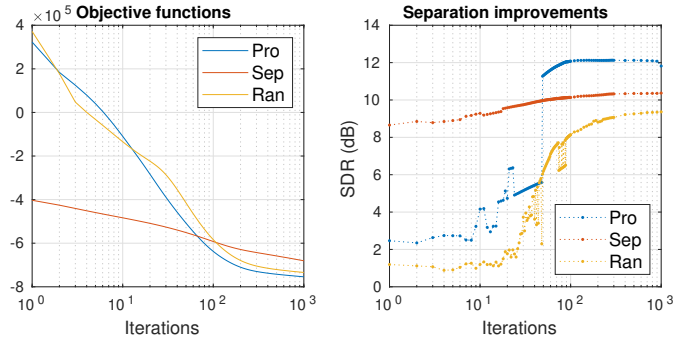 × 10^5 Objective functions
4
2
0
-2
-4
-6
-8
10^0 10^1 10^2 10^3
Iterations
Pro
Sep
Ran
Separation improvements
14
12
10
8
6
4
2
0
SDR (dB)
10^0 10^1 10^2 10^3
Iterations
Pro
Sep
Ran